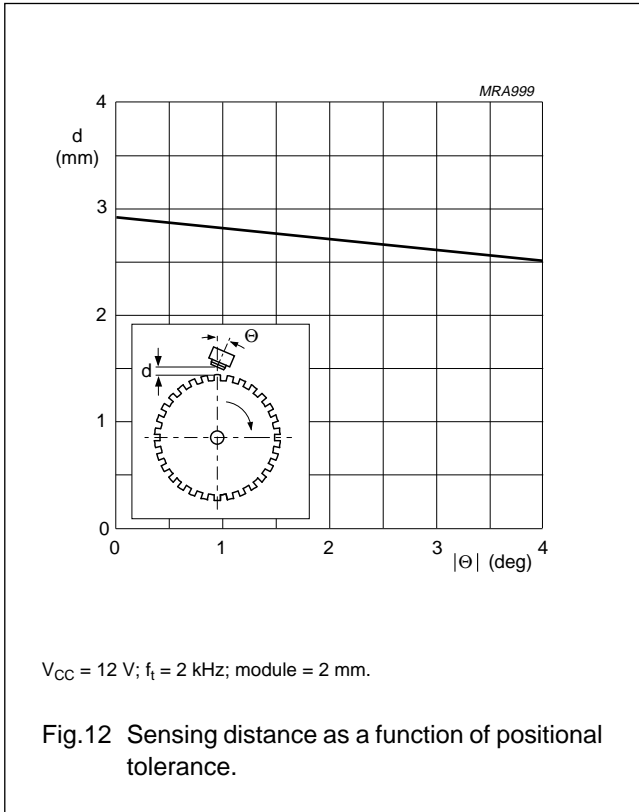 MRA999
4
d
(mm)
3
2
Θ
d
1
0
0 1 2 3 4
|Θ| (deg)
V_CC = 12 V; f_t = 2 kHz; module = 2 mm.
Fig.12 Sensing distance as a function of positional
tolerance.